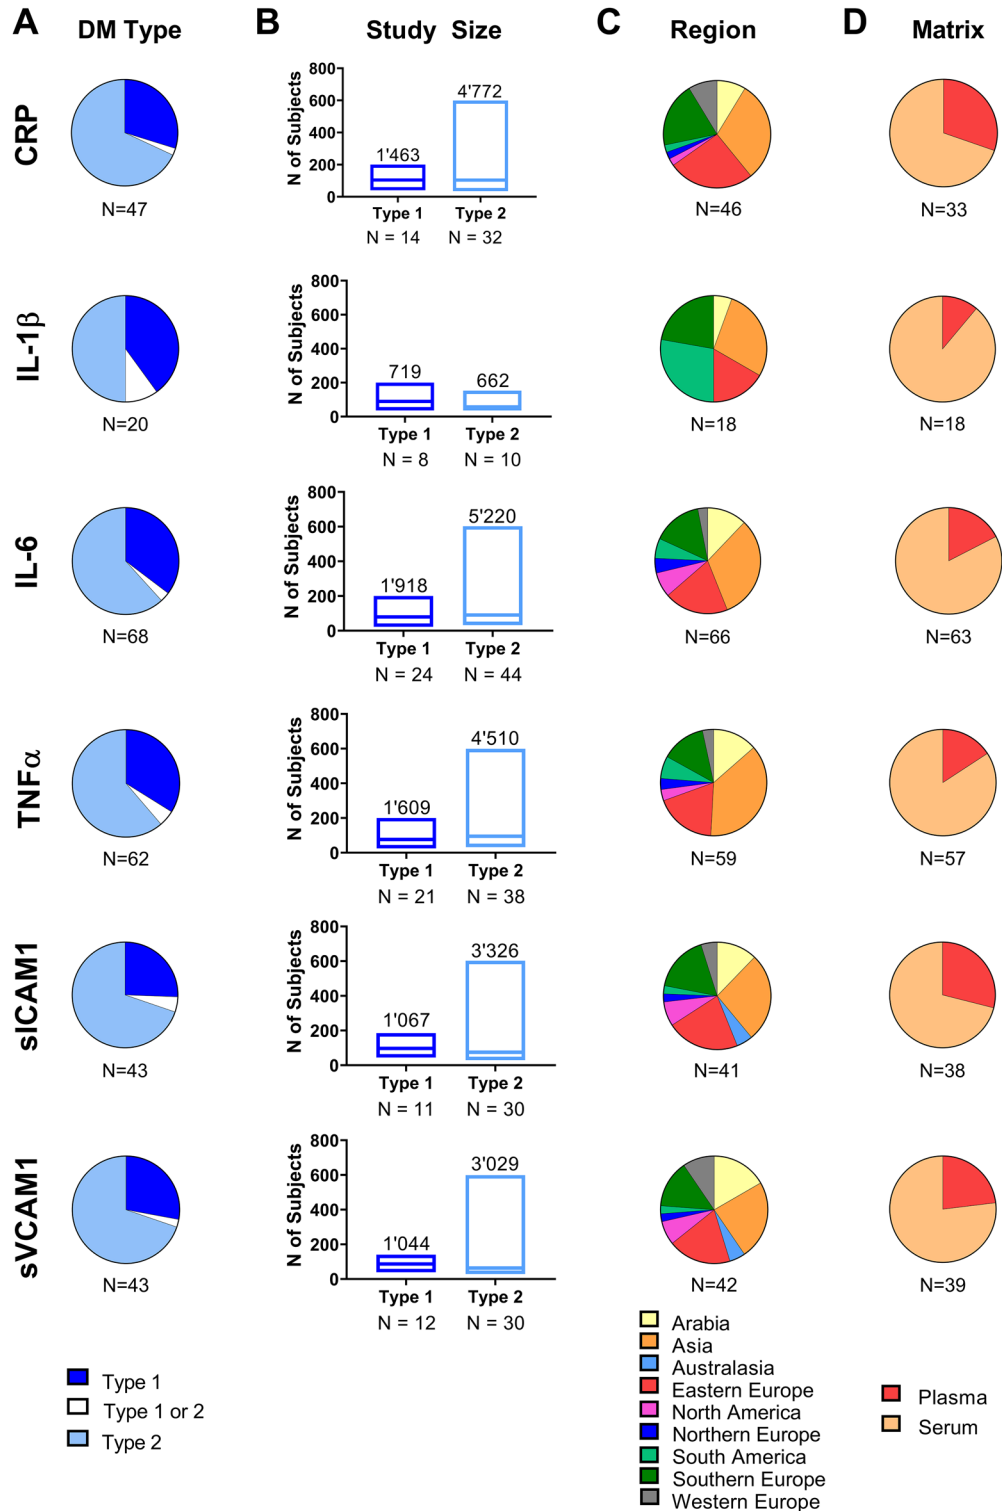 A DM Type B Study Size C Region D Matrix
CRP
N=47
N of Subjects
800
600
400
200
0
1'463
4'772
Type 1 Type 2
N = 14 N = 32
N=46
N=33
IL-1β
N=20
N of Subjects
800
600
400
200
0
719
662
Type 1 Type 2
N = 8 N = 10
N=18
N=18
IL-6
N=68
N of Subjects
800
600
400
200
0
1'918
5'220
Type 1 Type 2
N = 24 N = 44
N=66
N=63
TNFα
N=62
N of Subjects
800
600
400
200
0
1'609
4'510
Type 1 Type 2
N = 21 N = 38
N=59
N=57
sICAM1
N=43
N of Subjects
800
600
400
200
0
1'067
3'326
Type 1 Type 2
N = 11 N = 30
N=41
N=38
sVCAM1
N=43
N of Subjects
800
600
400
200
0
1'044
3'029
Type 1 Type 2
N = 12 N = 30
N=42
N=39
Type 1
Type 1 or 2
Type 2
Arabia
Asia
Australasia
Eastern Europe
North America
Northern Europe
South America
Southern Europe
Western Europe
Plasma
Serum